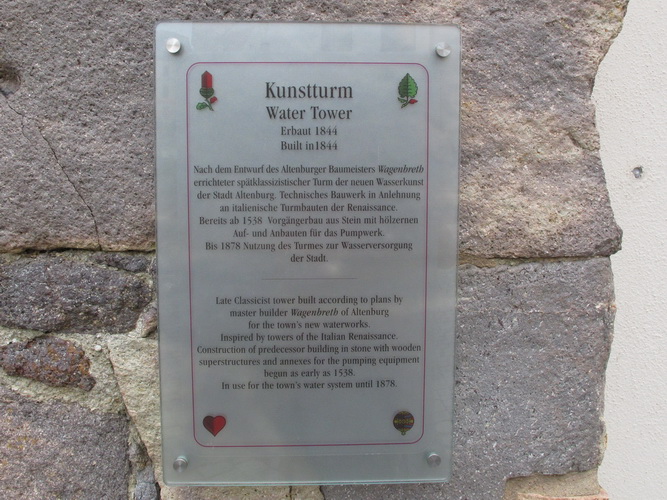 Kunstturm
Water Tower
Erbaut 1844
Built in1844
Nach dem Entwurf des Altenburger Baumeisters Wagenbreth
errichteter spätklassizistischer Turm der neuen Wasserkunst
der Stadt Altenburg. Technisches Bauwerk in Anlehnung
an italienische Turmbauten der Renaissance.
Bereits ab 1538 Vorgängerbau aus Stein mit hölzernen
Auf- und Anbauten für das Pumpwerk.
Bis 1878 Nutzung des Turmes zur Wasserversorgung
der Stadt.
Late Classicist tower built according to plans by
master builder Wagenbreth of Altenburg
for the town's new waterworks.
Inspired by towers of the Italian Renaissance.
Construction of predecessor building in stone with wooden
superstructures and annexes for the pumping equipment
begun as early as 1538.
In use for the town's water system until 1878.